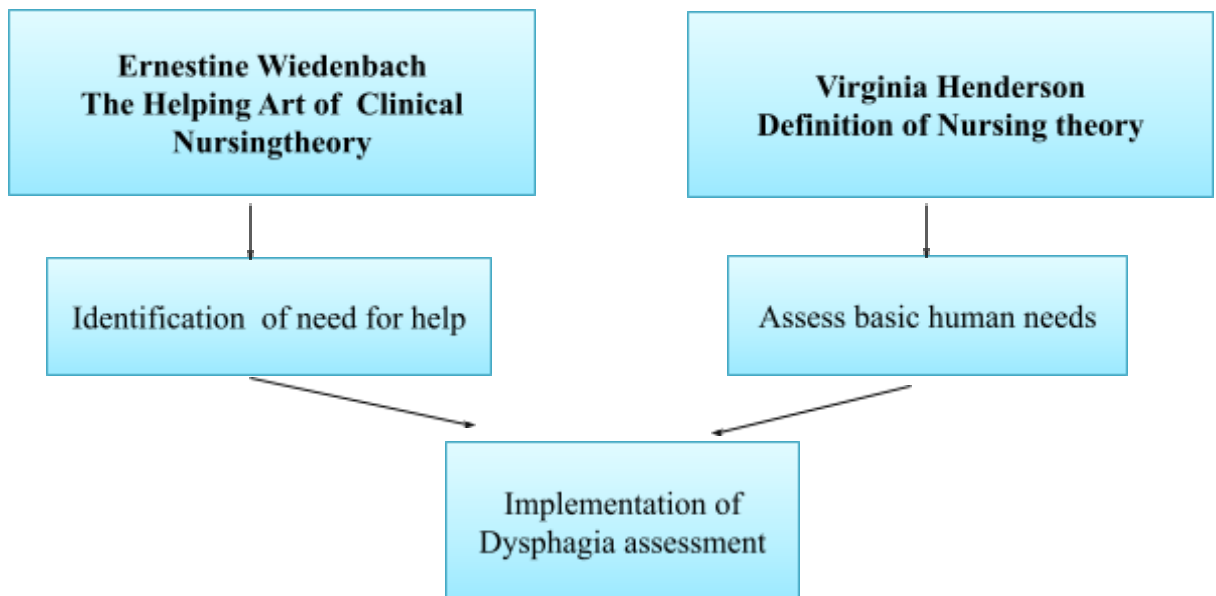 Ernestine Wiedenbach
The Helping Art of  Clinical
Nursingtheory
Virginia Henderson
Definition of Nursing theory
Identification  of need for help
Assess basic human needs
Implementation of
Dysphagia assessment